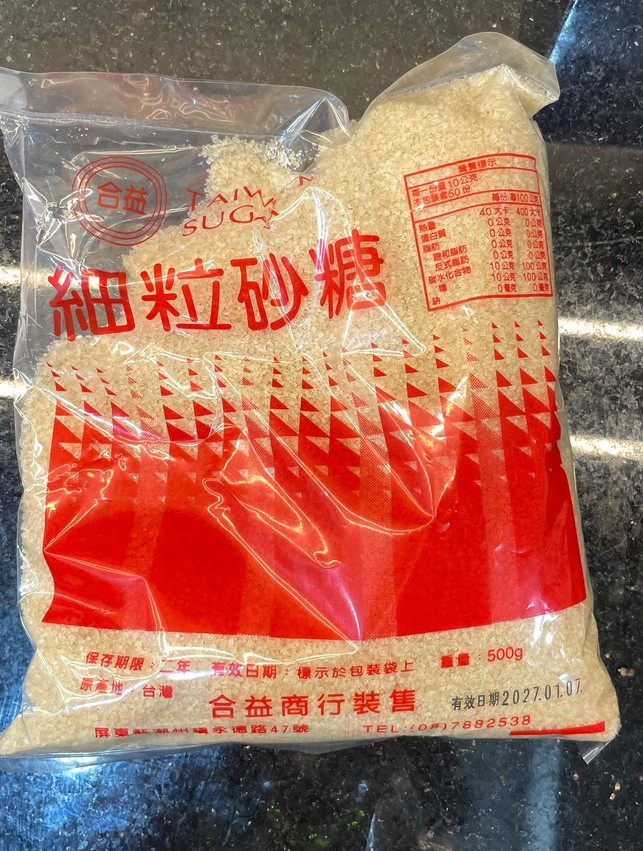 合益
TAIWAN
SUGAR
細粒砂糖
營養標示
每一份量10公克
本包裝含50份
每份 每100公克
熱量 40大卡 400大卡
蛋白質 0公克 0公克
脂肪 0公克 0公克
飽和脂肪 0公克 0公克
反式脂肪 0公克 0公克
碳水化合物 10公克 100公克
糖 10公克 100公克
鈉 0毫克 0毫克
保存期限：二年 有效日期：標示於包裝袋上 重量：500g
原產地：台灣
合益商行裝售
有效日期2027.01.07.
屏東縣潮州鎮永德路47號 TEL:(08)7882538